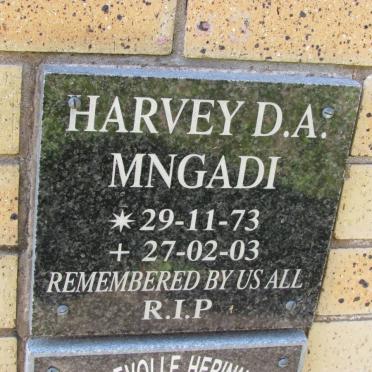 HARVEY D.A.
MNGADI
✷ 29-11-73
+ 27-02-03
REMEMBERED BY US ALL
R.I.P